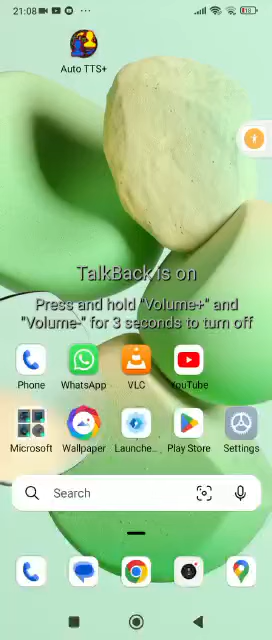 21:08
18
Auto TTS+
TalkBack is on
Press and hold "Volume+" and
"Volume-" for 3 seconds to turn off
Phone
WhatsApp
VLC
YouTube
Microsoft
Wallpaper
Launche...
Play Store
Settings
Search